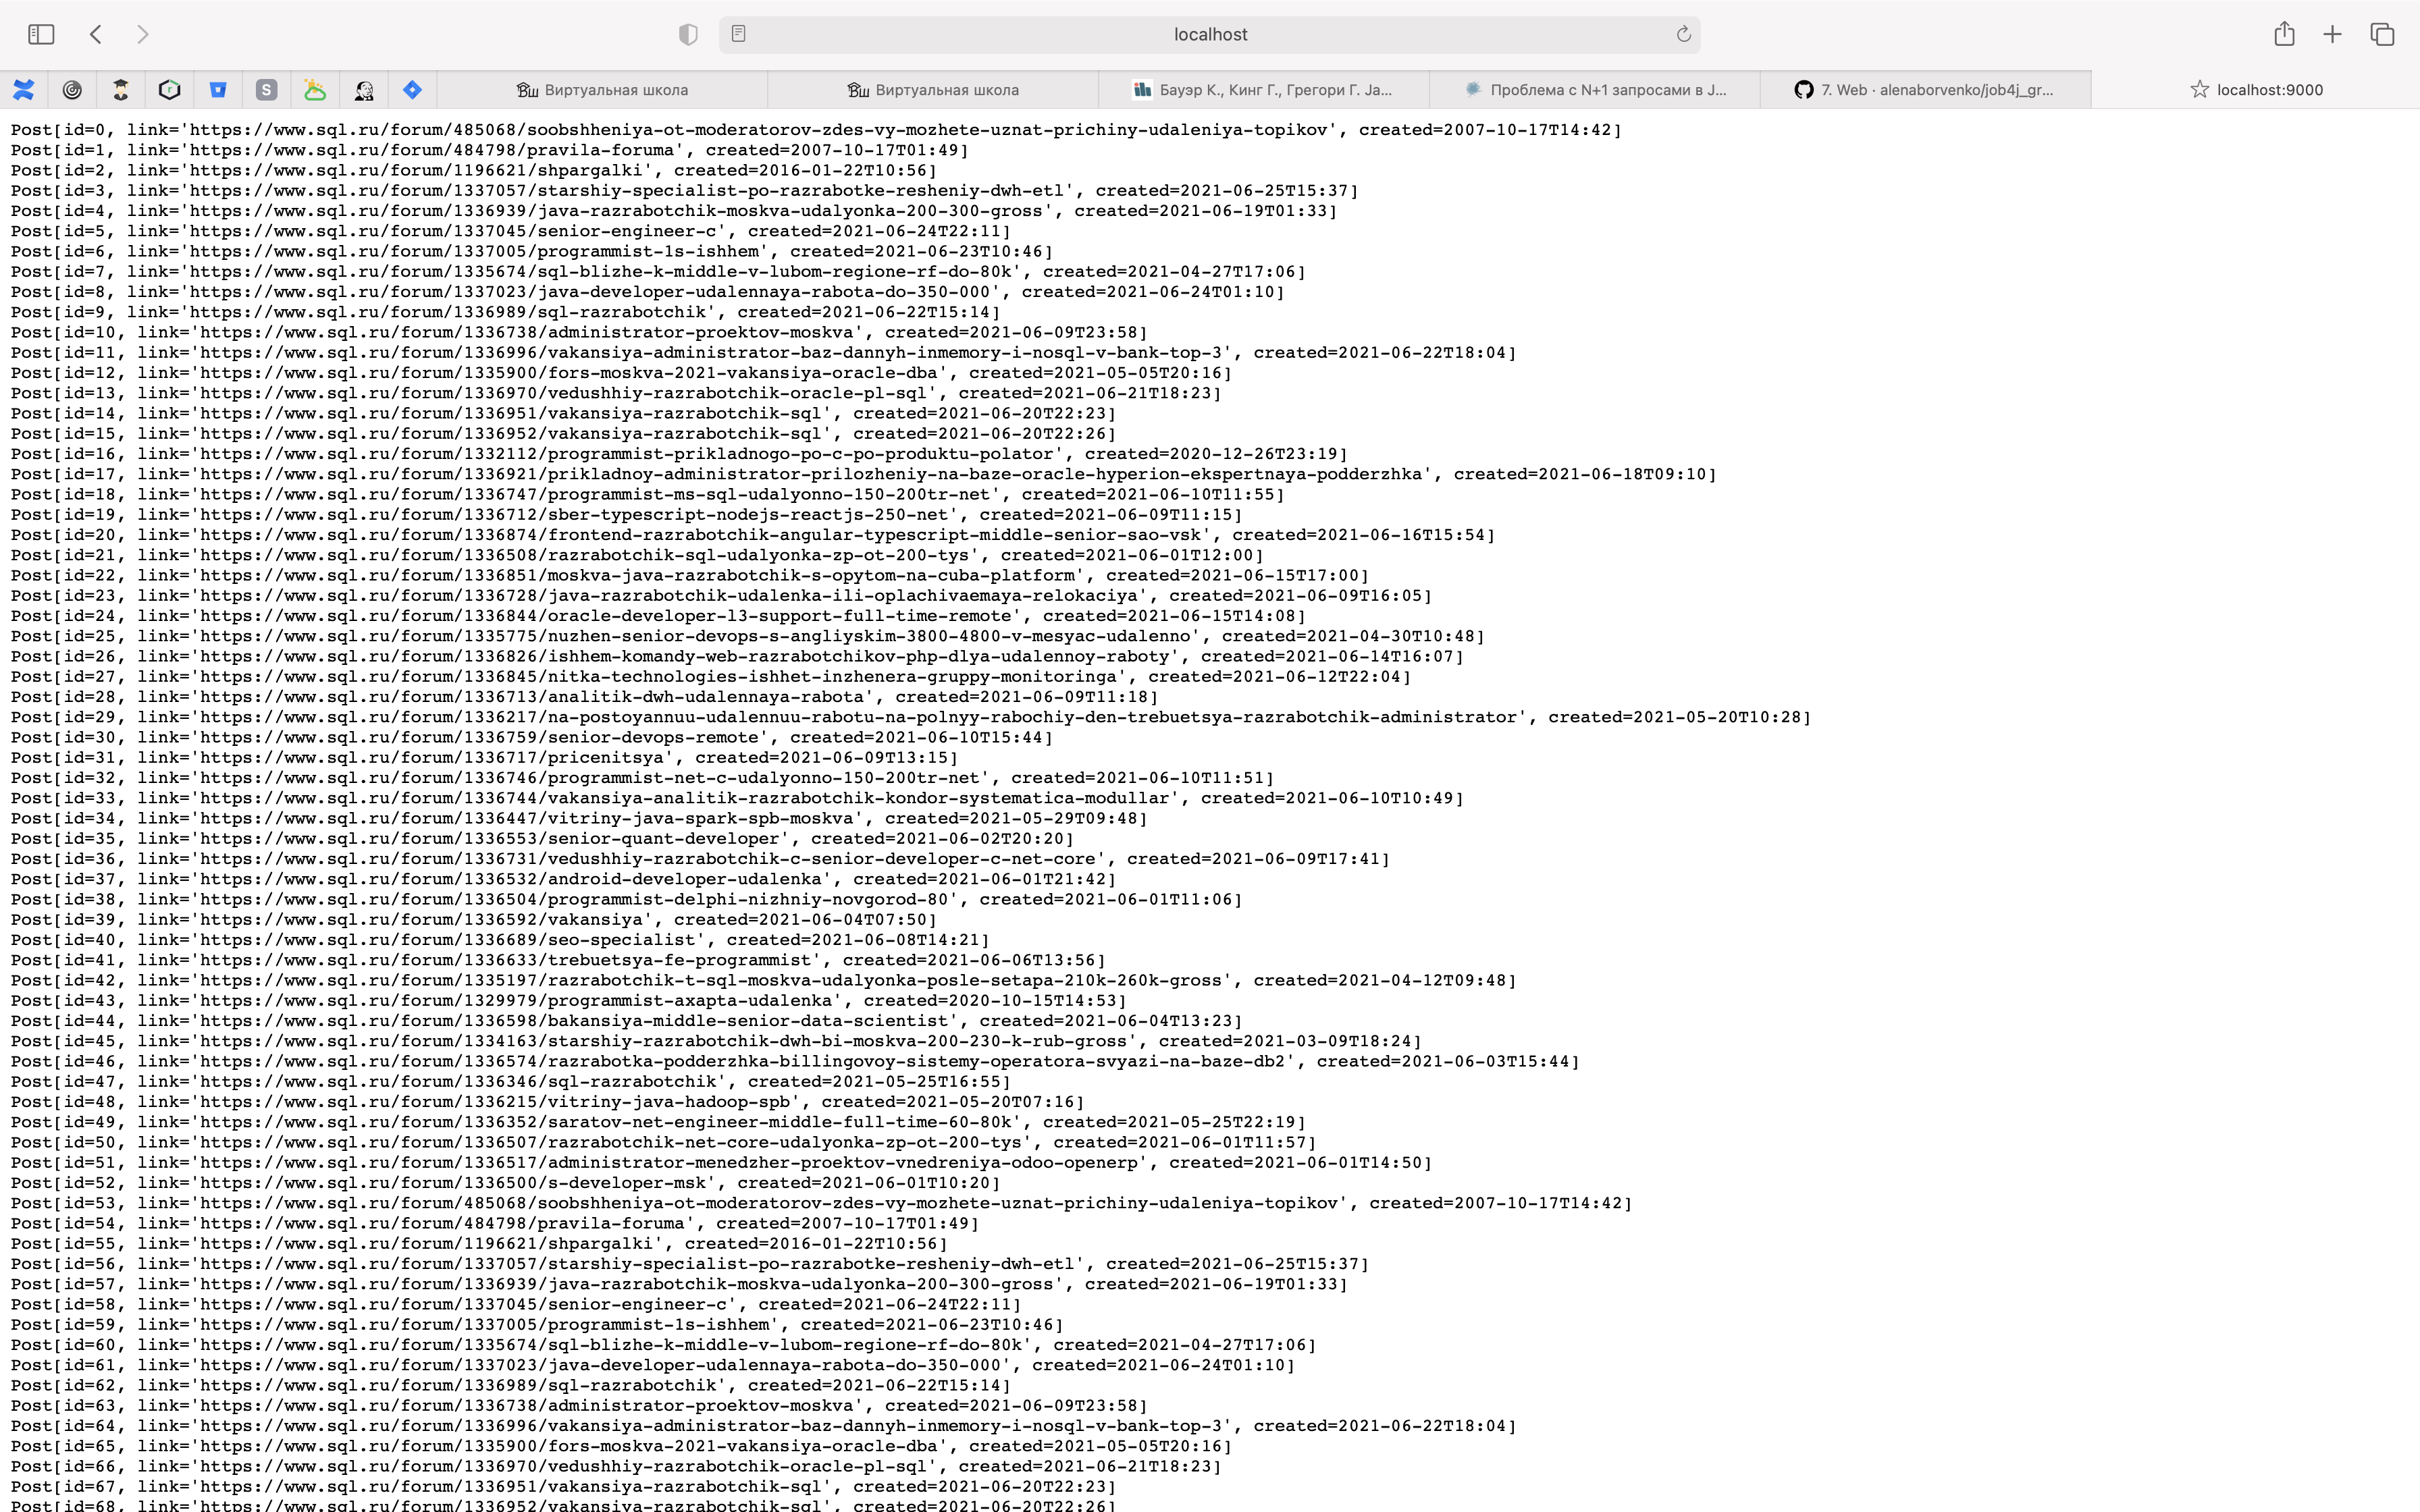 localhost
S
Виртуальная школа
Виртуальная школа
Бауэр К., Кинг Г., Грегори Г. Ja...
Проблема с N+1 запросами в J...
7. Web · alenaborvenko/job4j_gr...
localhost:9000
Post[id=0, link='https://www.sql.ru/forum/485068/soobshheniya-ot-moderatorov-zdes-vy-mozhete-uznat-prichiny-udaleniya-topikov', created=2007-10-17T14:42]
Post[id=1, link='https://www.sql.ru/forum/484798/pravila-foruma', created=2007-10-17T01:49]
Post[id=2, link='https://www.sql.ru/forum/1196621/shpargalki', created=2016-01-22T10:56]
Post[id=3, link='https://www.sql.ru/forum/1337057/starshiy-specialist-po-razrabotke-resheniy-dwh-etl', created=2021-06-25T15:37]
Post[id=4, link='https://www.sql.ru/forum/1336939/java-razrabotchik-moskva-udalyonka-200-300-gross', created=2021-06-19T01:33]
Post[id=5, link='https://www.sql.ru/forum/1337045/senior-engineer-c', created=2021-06-24T22:11]
Post[id=6, link='https://www.sql.ru/forum/1337005/programmist-1s-ishhem', created=2021-06-23T10:46]
Post[id=7, link='https://www.sql.ru/forum/1335674/sql-blizhe-k-middle-v-lubom-regione-rf-do-80k', created=2021-04-27T17:06]
Post[id=8, link='https://www.sql.ru/forum/1337023/java-developer-udalennaya-rabota-do-350-000', created=2021-06-24T01:10]
Post[id=9, link='https://www.sql.ru/forum/1336989/sql-razrabotchik', created=2021-06-22T15:14]
Post[id=10, link='https://www.sql.ru/forum/1336738/administrator-proektov-moskva', created=2021-06-09T23:58]
Post[id=11, link='https://www.sql.ru/forum/1336996/vakansiya-administrator-baz-dannyh-inmemory-i-nosql-v-bank-top-3', created=2021-06-22T18:04]
Post[id=12, link='https://www.sql.ru/forum/1335900/fors-moskva-2021-vakansiya-oracle-dba', created=2021-05-05T20:16]
Post[id=13, link='https://www.sql.ru/forum/1336970/vedushhiy-razrabotchik-oracle-pl-sql', created=2021-06-21T18:23]
Post[id=14, link='https://www.sql.ru/forum/1336951/vakansiya-razrabotchik-sql', created=2021-06-20T22:23]
Post[id=15, link='https://www.sql.ru/forum/1336952/vakansiya-razrabotchik-sql', created=2021-06-20T22:26]
Post[id=16, link='https://www.sql.ru/forum/1332112/programmist-prikladnogo-po-c-po-produktu-polator', created=2020-12-26T23:19]
Post[id=17, link='https://www.sql.ru/forum/1336921/prikladnoy-administrator-prilozheniy-na-baze-oracle-hyperion-ekspertnaya-podderzhka', created=2021-06-18T09:10]
Post[id=18, link='https://www.sql.ru/forum/1336747/programmist-ms-sql-udalyonno-150-200tr-net', created=2021-06-10T11:55]
Post[id=19, link='https://www.sql.ru/forum/1336712/sber-typescript-nodejs-reactjs-250-net', created=2021-06-09T11:15]
Post[id=20, link='https://www.sql.ru/forum/1336874/frontend-razrabotchik-angular-typescript-middle-senior-sao-vsk', created=2021-06-16T15:54]
Post[id=21, link='https://www.sql.ru/forum/1336508/razrabotchik-sql-udalyonka-zp-ot-200-tys', created=2021-06-01T12:00]
Post[id=22, link='https://www.sql.ru/forum/1336851/moskva-java-razrabotchik-s-opytom-na-cuba-platform', created=2021-06-15T17:00]
Post[id=23, link='https://www.sql.ru/forum/1336728/java-razrabotchik-udalenka-ili-oplachivaemaya-relokaciya', created=2021-06-09T16:05]
Post[id=24, link='https://www.sql.ru/forum/1336844/oracle-developer-l3-support-full-time-remote', created=2021-06-15T14:08]
Post[id=25, link='https://www.sql.ru/forum/1335775/nuzhen-senior-devops-s-angliyskim-3800-4800-v-mesyac-udalenno', created=2021-04-30T10:48]
Post[id=26, link='https://www.sql.ru/forum/1336826/ishhem-komandy-web-razrabotchikov-php-dlya-udalennoy-raboty', created=2021-06-14T16:07]
Post[id=27, link='https://www.sql.ru/forum/1336845/nitka-technologies-ishhet-inzhenera-gruppy-monitoringa', created=2021-06-12T22:04]
Post[id=28, link='https://www.sql.ru/forum/1336713/analitik-dwh-udalennaya-rabota', created=2021-06-09T11:18]
Post[id=29, link='https://www.sql.ru/forum/1336217/na-postoyannuu-udalennuu-rabotu-na-polnyy-rabochiy-den-trebuetsya-razrabotchik-administrator', created=2021-05-20T10:28]
Post[id=30, link='https://www.sql.ru/forum/1336759/senior-devops-remote', created=2021-06-10T15:44]
Post[id=31, link='https://www.sql.ru/forum/1336717/pricenitsya', created=2021-06-09T13:15]
Post[id=32, link='https://www.sql.ru/forum/1336746/programmist-net-c-udalyonno-150-200tr-net', created=2021-06-10T11:51]
Post[id=33, link='https://www.sql.ru/forum/1336744/vakansiya-analitik-razrabotchik-kondor-systematica-modullar', created=2021-06-10T10:49]
Post[id=34, link='https://www.sql.ru/forum/1336447/vitriny-java-spark-spb-moskva', created=2021-05-29T09:48]
Post[id=35, link='https://www.sql.ru/forum/1336553/senior-quant-developer', created=2021-06-02T20:20]
Post[id=36, link='https://www.sql.ru/forum/1336731/vedushhiy-razrabotchik-c-senior-developer-c-net-core', created=2021-06-09T17:41]
Post[id=37, link='https://www.sql.ru/forum/1336532/android-developer-udalenka', created=2021-06-01T21:42]
Post[id=38, link='https://www.sql.ru/forum/1336504/programmist-delphi-nizhniy-novgorod-80', created=2021-06-01T11:06]
Post[id=39, link='https://www.sql.ru/forum/1336592/vakansiya', created=2021-06-04T07:50]
Post[id=40, link='https://www.sql.ru/forum/1336689/seo-specialist', created=2021-06-08T14:21]
Post[id=41, link='https://www.sql.ru/forum/1336633/trebuetsya-fe-programmist', created=2021-06-06T13:56]
Post[id=42, link='https://www.sql.ru/forum/1335197/razrabotchik-t-sql-moskva-udalyonka-posle-setapa-210k-260k-gross', created=2021-04-12T09:48]
Post[id=43, link='https://www.sql.ru/forum/1329979/programmist-axapta-udalenka', created=2020-10-15T14:53]
Post[id=44, link='https://www.sql.ru/forum/1336598/bakansiya-middle-senior-data-scientist', created=2021-06-04T13:23]
Post[id=45, link='https://www.sql.ru/forum/1334163/starshiy-razrabotchik-dwh-bi-moskva-200-230-k-rub-gross', created=2021-03-09T18:24]
Post[id=46, link='https://www.sql.ru/forum/1336574/razrabotka-podderzhka-billingovoy-sistemy-operatora-svyazi-na-baze-db2', created=2021-06-03T15:44]
Post[id=47, link='https://www.sql.ru/forum/1336346/sql-razrabotchik', created=2021-05-25T16:55]
Post[id=48, link='https://www.sql.ru/forum/1336215/vitriny-java-hadoop-spb', created=2021-05-20T07:16]
Post[id=49, link='https://www.sql.ru/forum/1336352/saratov-net-engineer-middle-full-time-60-80k', created=2021-05-25T22:19]
Post[id=50, link='https://www.sql.ru/forum/1336507/razrabotchik-net-core-udalyonka-zp-ot-200-tys', created=2021-06-01T11:57]
Post[id=51, link='https://www.sql.ru/forum/1336517/administrator-menedzher-proektov-vnedreniya-odoo-openerp', created=2021-06-01T14:50]
Post[id=52, link='https://www.sql.ru/forum/1336500/s-developer-msk', created=2021-06-01T10:20]
Post[id=53, link='https://www.sql.ru/forum/485068/soobshheniya-ot-moderatorov-zdes-vy-mozhete-uznat-prichiny-udaleniya-topikov', created=2007-10-17T14:42]
Post[id=54, link='https://www.sql.ru/forum/484798/pravila-foruma', created=2007-10-17T01:49]
Post[id=55, link='https://www.sql.ru/forum/1196621/shpargalki', created=2016-01-22T10:56]
Post[id=56, link='https://www.sql.ru/forum/1337057/starshiy-specialist-po-razrabotke-resheniy-dwh-etl', created=2021-06-25T15:37]
Post[id=57, link='https://www.sql.ru/forum/1336939/java-razrabotchik-moskva-udalyonka-200-300-gross', created=2021-06-19T01:33]
Post[id=58, link='https://www.sql.ru/forum/1337045/senior-engineer-c', created=2021-06-24T22:11]
Post[id=59, link='https://www.sql.ru/forum/1337005/programmist-1s-ishhem', created=2021-06-23T10:46]
Post[id=60, link='https://www.sql.ru/forum/1335674/sql-blizhe-k-middle-v-lubom-regione-rf-do-80k', created=2021-04-27T17:06]
Post[id=61, link='https://www.sql.ru/forum/1337023/java-developer-udalennaya-rabota-do-350-000', created=2021-06-24T01:10]
Post[id=62, link='https://www.sql.ru/forum/1336989/sql-razrabotchik', created=2021-06-22T15:14]
Post[id=63, link='https://www.sql.ru/forum/1336738/administrator-proektov-moskva', created=2021-06-09T23:58]
Post[id=64, link='https://www.sql.ru/forum/1336996/vakansiya-administrator-baz-dannyh-inmemory-i-nosql-v-bank-top-3', created=2021-06-22T18:04]
Post[id=65, link='https://www.sql.ru/forum/1335900/fors-moskva-2021-vakansiya-oracle-dba', created=2021-05-05T20:16]
Post[id=66, link='https://www.sql.ru/forum/1336970/vedushhiy-razrabotchik-oracle-pl-sql', created=2021-06-21T18:23]
Post[id=67, link='https://www.sql.ru/forum/1336951/vakansiya-razrabotchik-sql', created=2021-06-20T22:23]
Post[id=68, link='https://www.sql.ru/forum/1336952/vakansiya-razrabotchik-sql', created=2021-06-20T22:26]